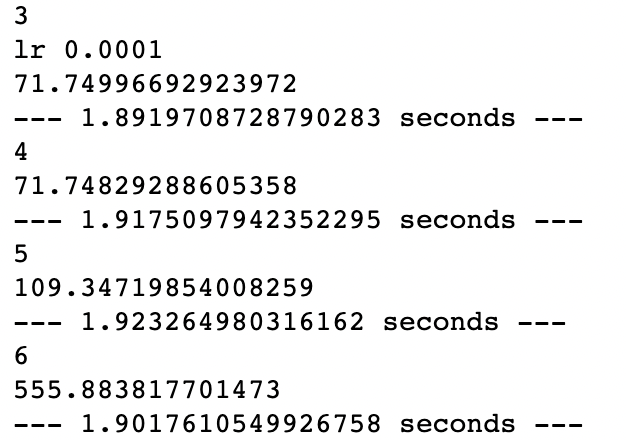 3
lr 0.0001
71.74996692923972
--- 1.8919708728790283 seconds ---
4
71.74829288605358
--- 1.9175097942352295 seconds ---
5
109.34719854008259
--- 1.923264980316162 seconds ---
6
555.883817701473
--- 1.9017610549926758 seconds ---